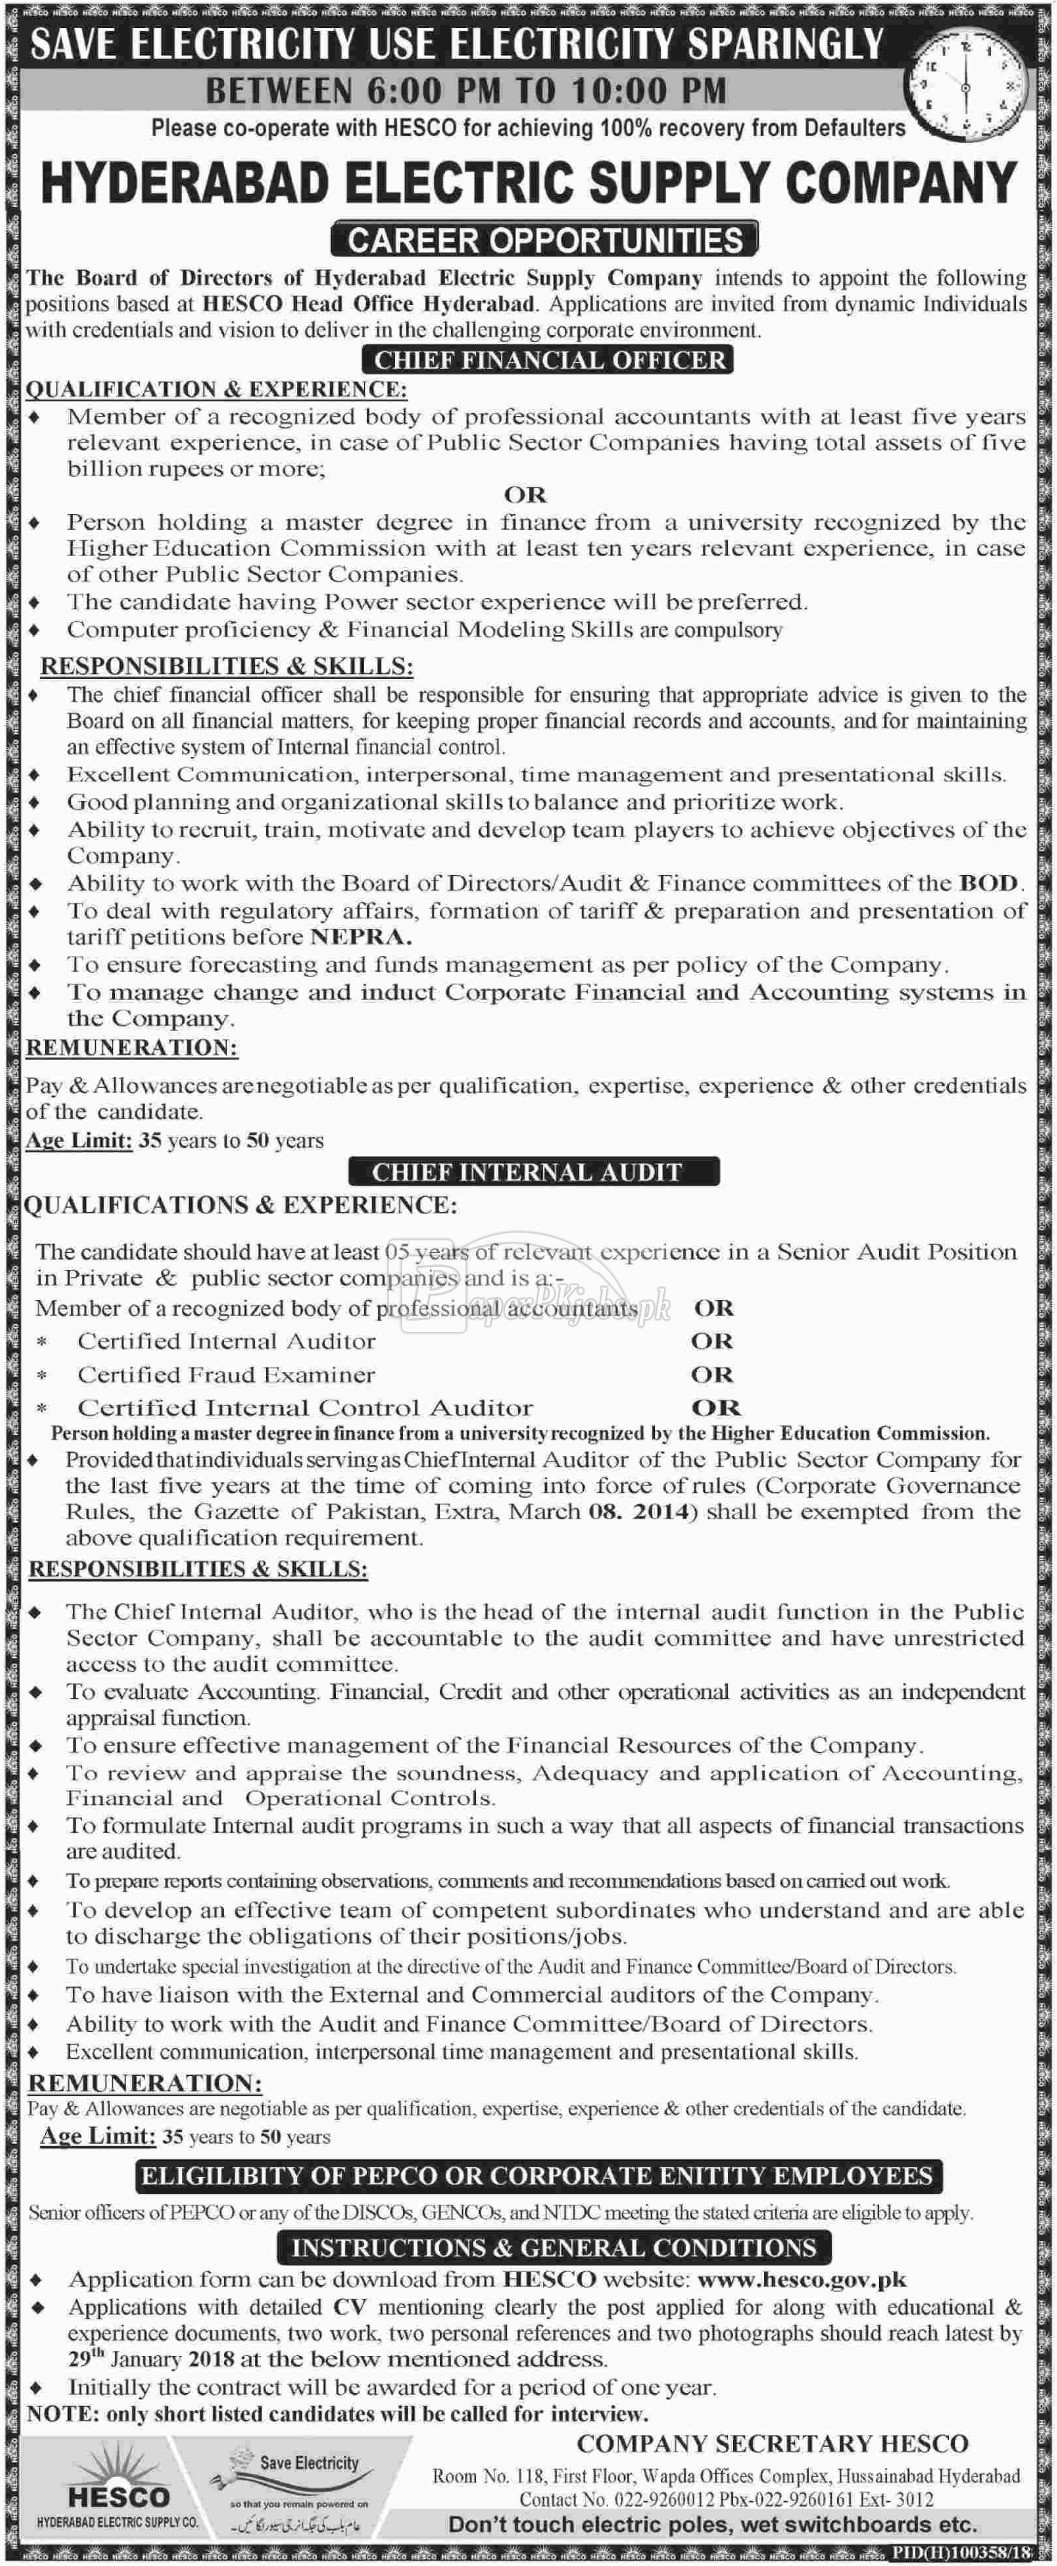 SAVE ELECTRICITY USE ELECTRICITY SPARINGLY
BETWEEN 6:00 PM TO 10:00 PM
Please co-operate with HESCO for achieving 100% recovery from Defaulters
HYDERABAD ELECTRIC SUPPLY COMPANY
CAREER OPPORTUNITIES
The Board of Directors of Hyderabad Electric Supply Company intends to appoint the following
positions based at HESCO Head Office Hyderabad. Applications are invited from dynamic Individuals
with credentials and vision to deliver in the challenging corporate environment.
CHIEF FINANCIAL OFFICER
QUALIFICATION & EXPERIENCE:
♦ Member of a recognized body of professional accountants with at least five years
relevant experience, in case of Public Sector Companies having total assets of five
billion rupees or more;
OR
♦ Person holding a master degree in finance from a university recognized by the
Higher Education Commission with at least ten years relevant experience, in case
of other Public Sector Companies.
♦ The candidate having Power sector experience will be preferred.
♦ Computer proficiency & Financial Modeling Skills are compulsory
RESPONSIBILITIES & SKILLS:
♦ The chief financial officer shall be responsible for ensuring that appropriate advice is given to the
Board on all financial matters, for keeping proper financial records and accounts, and for maintaining
an effective system of Internal financial control.
♦ Excellent Communication, interpersonal, time management and presentational skills.
♦ Good planning and organizational skills to balance and prioritize work.
♦ Ability to recruit, train, motivate and develop team players to achieve objectives of the
Company.
♦ Ability to work with the Board of Directors/Audit & Finance committees of the BOD.
♦ To deal with regulatory affairs, formation of tariff & preparation and presentation of
tariff petitions before NEPRA.
♦ To ensure forecasting and funds management as per policy of the Company.
♦ To manage change and induct Corporate Financial and Accounting systems in
the Company.
REMUNERATION:
Pay & Allowances are negotiable as per qualification, expertise, experience & other credentials
of the candidate.
Age Limit: 35 years to 50 years
CHIEF INTERNAL AUDIT
QUALIFICATIONS & EXPERIENCE:
The candidate should have at least 05 years of relevant experience in a Senior Audit Position
in Private & public sector companies and is a:-
Member of a recognized body of professional accountants OR
PaperPKjobs.pk
* Certified Internal Auditor OR
* Certified Fraud Examiner OR
* Certified Internal Control Auditor OR
Person holding a master degree in finance from a university recognized by the Higher Education Commission.
♦ Provided that individuals serving as Chief Internal Auditor of the Public Sector Company for
the last five years at the time of coming into force of rules (Corporate Governance
Rules, the Gazette of Pakistan, Extra, March 08. 2014) shall be exempted from the
above qualification requirement.
RESPONSIBILITIES & SKILLS:
♦ The Chief Internal Auditor, who is the head of the internal audit function in the Public
Sector Company, shall be accountable to the audit committee and have unrestricted
access to the audit committee.
♦ To evaluate Accounting. Financial, Credit and other operational activities as an independent
appraisal function.
♦ To ensure effective management of the Financial Resources of the Company.
♦ To review and appraise the soundness, Adequacy and application of Accounting,
Financial and Operational Controls.
♦ To formulate Internal audit programs in such a way that all aspects of financial transactions
are audited.
♦ To prepare reports containing observations, comments and recommendations based on carried out work.
♦ To develop an effective team of competent subordinates who understand and are able
to discharge the obligations of their positions/jobs.
♦ To undertake special investigation at the directive of the Audit and Finance Committee/Board of Directors.
♦ To have liaison with the External and Commercial auditors of the Company.
♦ Ability to work with the Audit and Finance Committee/Board of Directors.
♦ Excellent communication, interpersonal time management and presentational skills.
REMUNERATION:
Pay & Allowances are negotiable as per qualification, expertise, experience & other credentials of the candidate.
Age Limit: 35 years to 50 years
ELIGILIBITY OF PEPCO OR CORPORATE ENITITY EMPLOYEES
Senior officers of PEPCO or any of the DISCOs, GENCOs, and NTDC meeting the stated criteria are eligible to apply.
INSTRUCTIONS & GENERAL CONDITIONS
♦ Application form can be download from HESCO website: www.hesco.gov.pk
♦ Applications with detailed CV mentioning clearly the post applied for along with educational &
experience documents, two work, two personal references and two photographs should reach latest by
29th January 2018 at the below mentioned address.
♦ Initially the contract will be awarded for a period of one year.
NOTE: only short listed candidates will be called for interview.
COMPANY SECRETARY HESCO
Room No. 118, First Floor, Wapda Offices Complex, Hussainabad Hyderabad
Contact No. 022-9260012 Pbx-022-9260161 Ext- 3012
Don't touch electric poles, wet switchboards etc.
HESCO
HYDERABAD ELECTRIC SUPPLY CO.
Save Electricity
so that you remain powered on
عام بلب کی جگہ انرجی سیور لگائیں۔
PID(H)100358/18